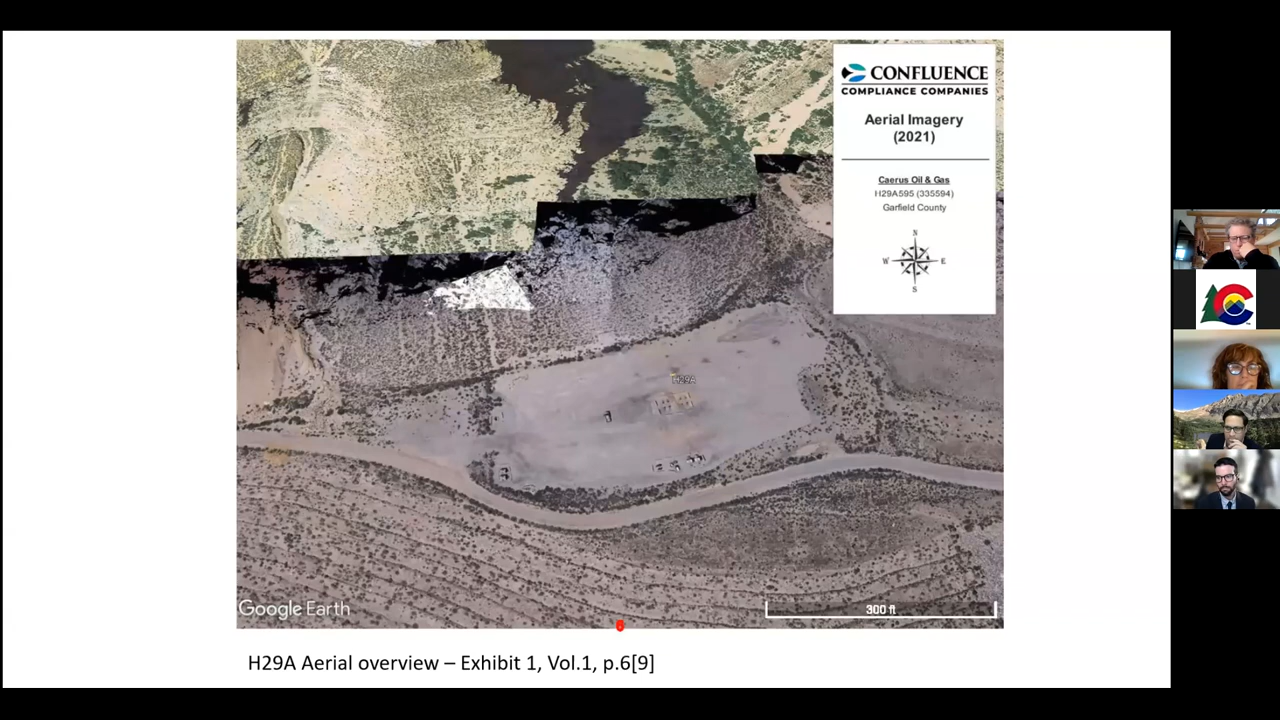 CONFLUENCE
COMPLIANCE COMPANIES
Aerial Imagery
(2021)
Caerus Oil & Gas
H29A595 (335594)
Garfield County
N
W E
S
H29A
Google Earth
300 ft
8
H29A Aerial overview – Exhibit 1, Vol.1, p.6[9]